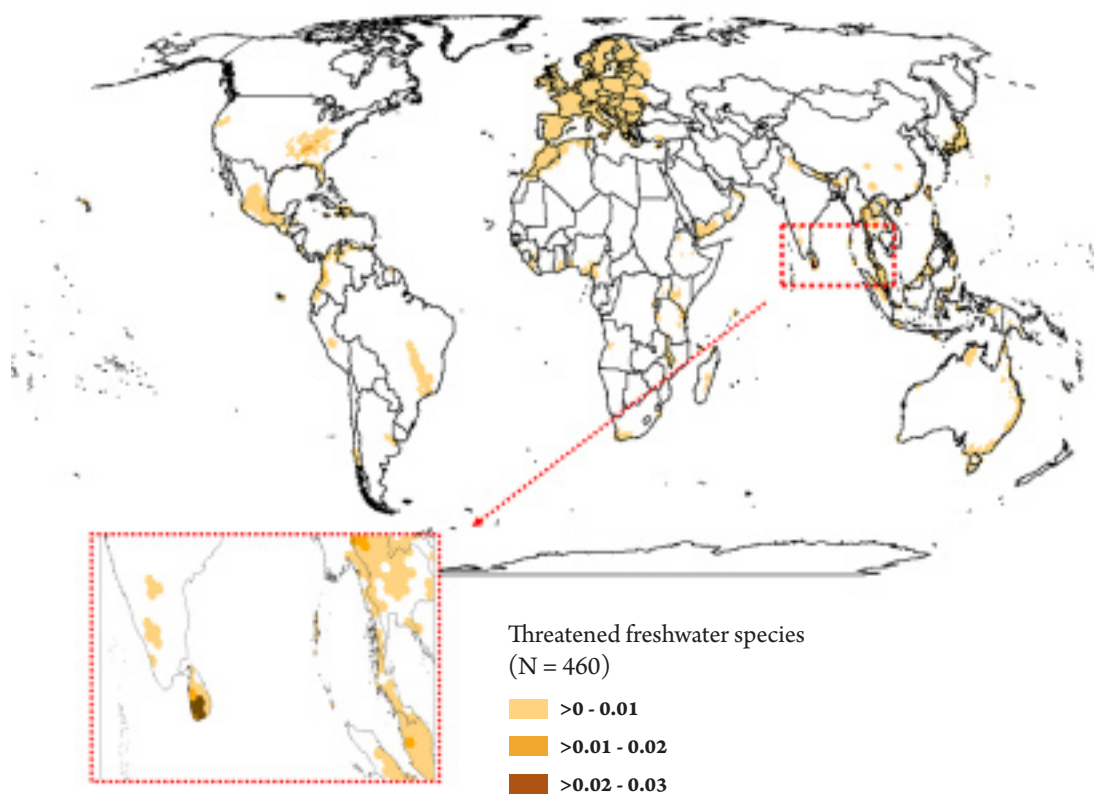 Threatened freshwater species
(N = 460)
>0 - 0.01
>0.01 - 0.02
>0.02 - 0.03